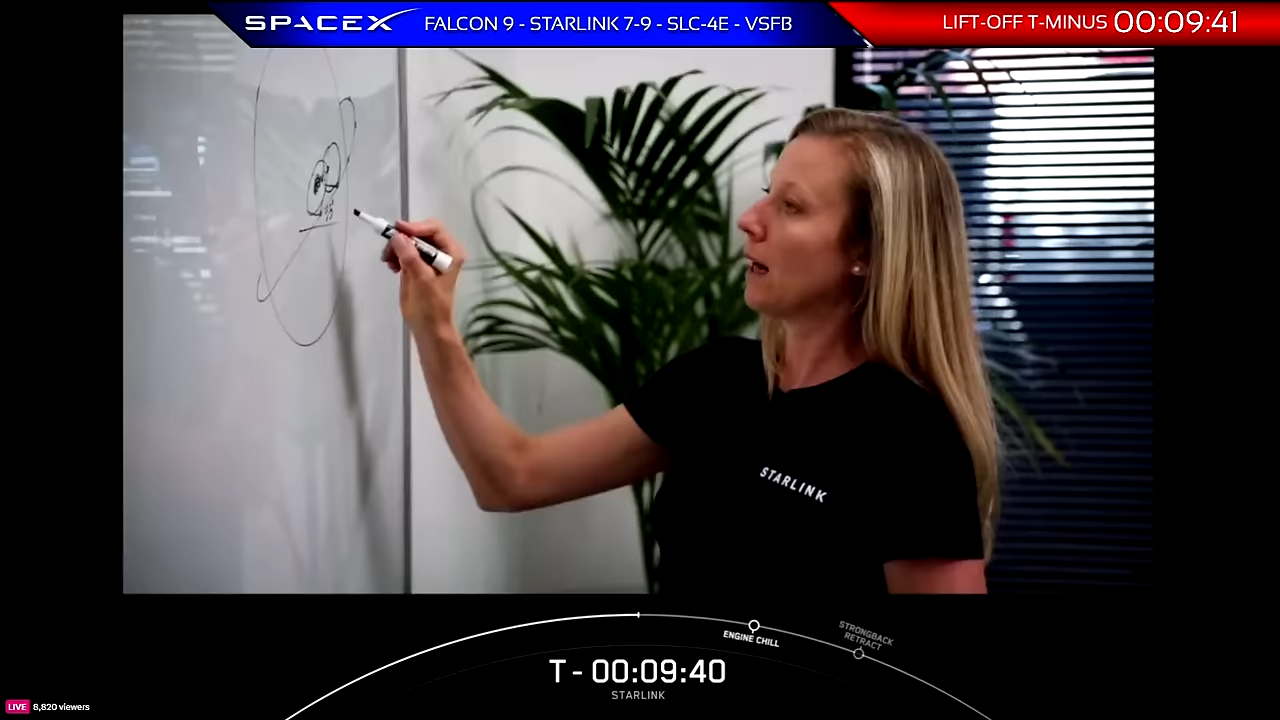 SPACEX FALCON 9 - STARLINK 7-9 - SLC-4E - VSFB LIFT-OFF T-MINUS 00:09:41
STARLINK
ENGINE CHILL
STRONGBACK
RETRACT
T - 00:09:40
STARLINK
LIVE 8,820 viewers